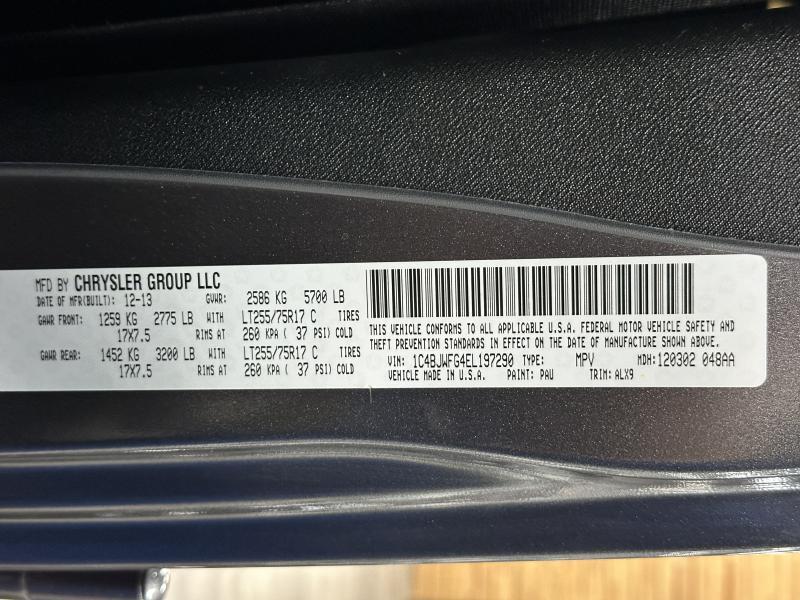 MFD BY CHRYSLER GROUP LLC
DATE OF MFR(BUILT): 12-13 GVWR: 2586 KG 5700 LB
GAWR FRONT: 1259 KG 2775 LB WITH LT255/75R17 C TIRES
17X7.5 RIMS AT 260 KPA ( 37 PSI) COLD
GAWR REAR: 1452 KG 3200 LB WITH LT255/75R17 C TIRES
17X7.5 RIMS AT 260 KPA ( 37 PSI) COLD
THIS VEHICLE CONFORMS TO ALL APPLICABLE U.S.A. FEDERAL MOTOR VEHICLE SAFETY AND
THEFT PREVENTION STANDARDS IN EFFECT ON THE DATE OF MANUFACTURE SHOWN ABOVE.
VIN: 1C4BJWFG4EL197290 TYPE: MPV MDH: 120302 048AA
VEHICLE MADE IN U.S.A. PAINT: PAU TRIM: ALX9